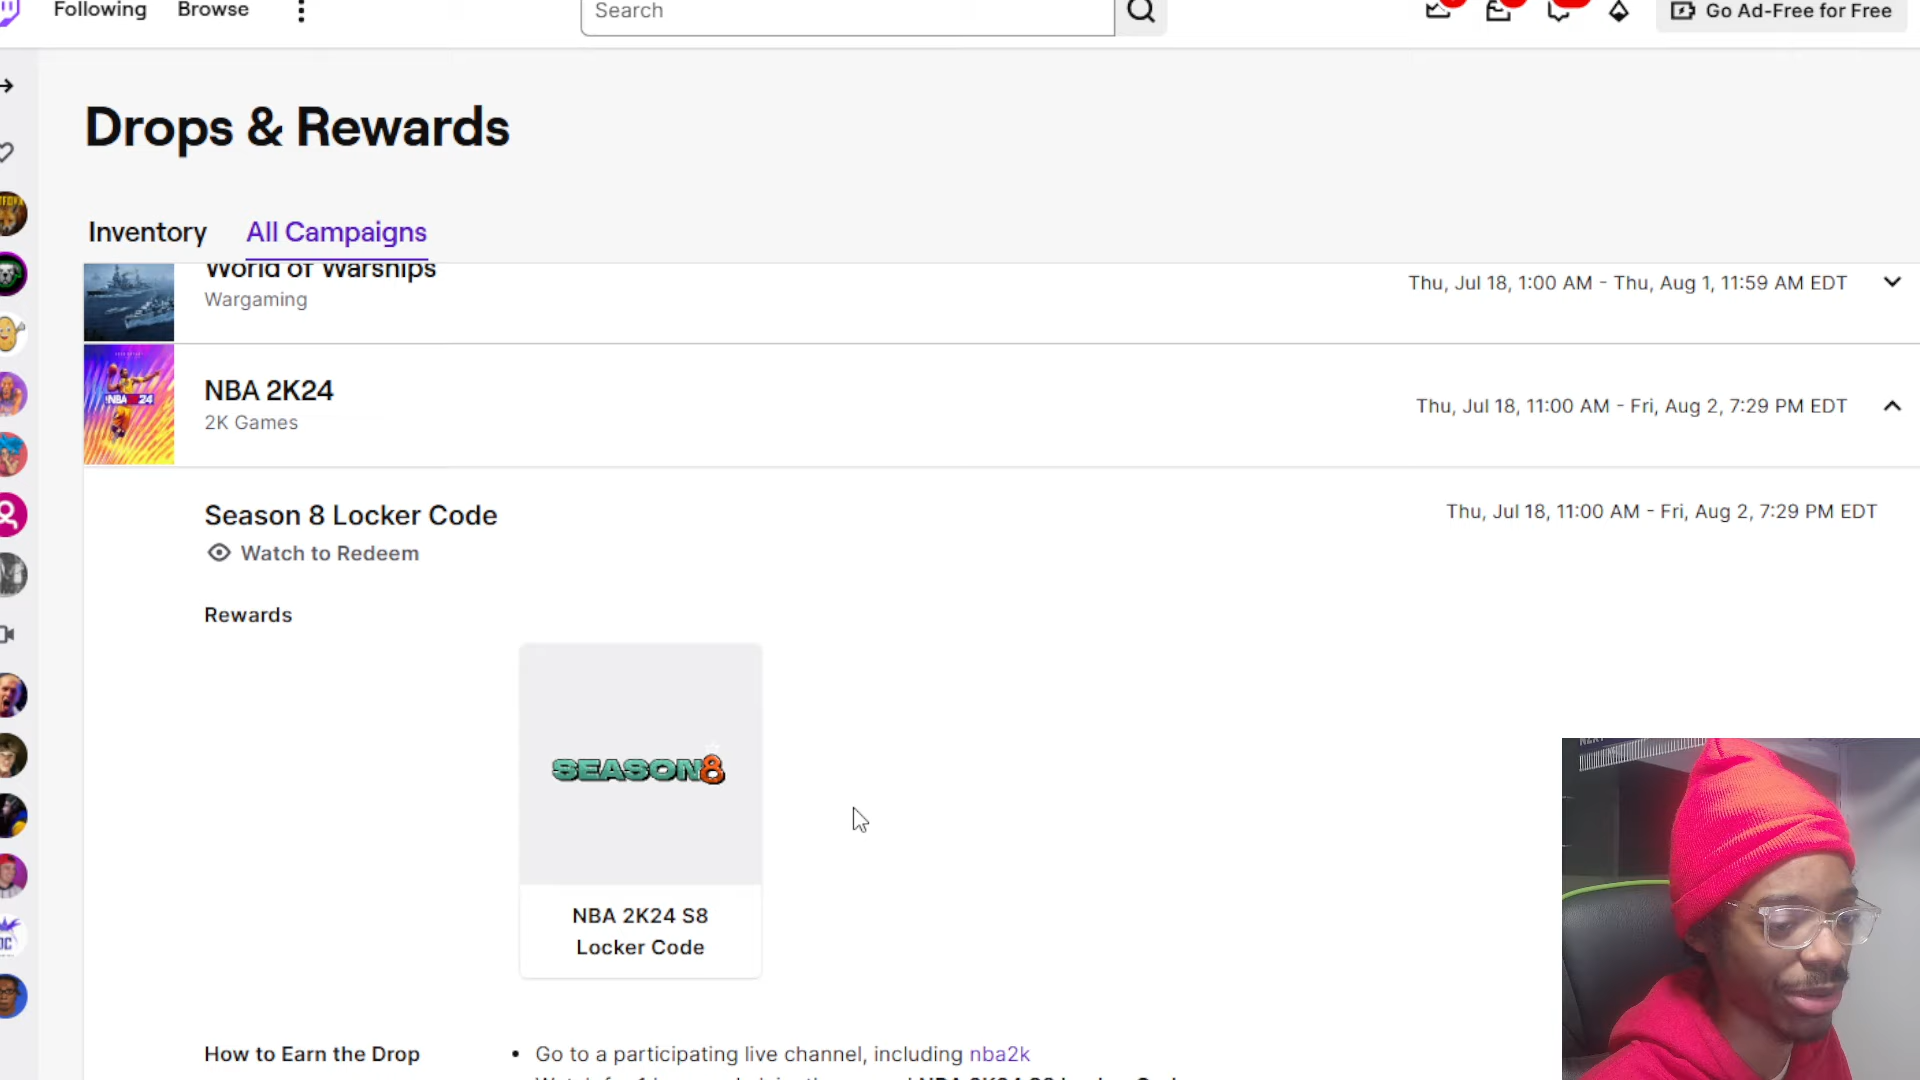 Following
Browse
Search
Go Ad-Free for Free
Drops & Rewards
Inventory
All Campaigns
World of Warships
Wargaming
Thu, Jul 18, 1:00 AM - Thu, Aug 1, 11:59 AM EDT
NBA 2K24
2K Games
Thu, Jul 18, 11:00 AM - Fri, Aug 2, 7:29 PM EDT
Season 8 Locker Code
Thu, Jul 18, 11:00 AM - Fri, Aug 2, 7:29 PM EDT
Watch to Redeem
Rewards
SEASON8
NBA 2K24 S8
Locker Code
How to Earn the Drop
• Go to a participating live channel, including nba2k